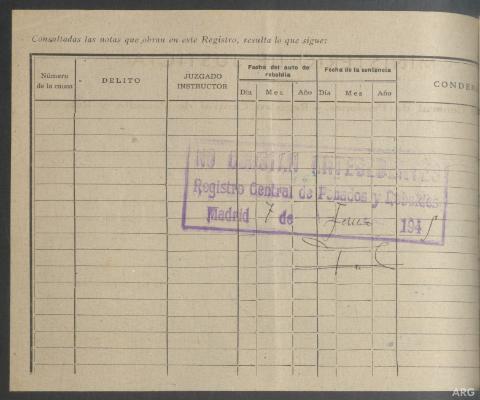 Consultadas las notas que obran en este Registro, resulta lo que sigue:
Número de la causa
DELITO
JUZGADO INSTRUCTOR
Fecha del auto de rebeldía
Día Mes Año
Fecha de la sentencia
Día Mes Año
CONDE
NO CONSTAN ANTECEDENTES
Registro Central de Penados y Rebeldes
Madrid 7 de 194
ARG